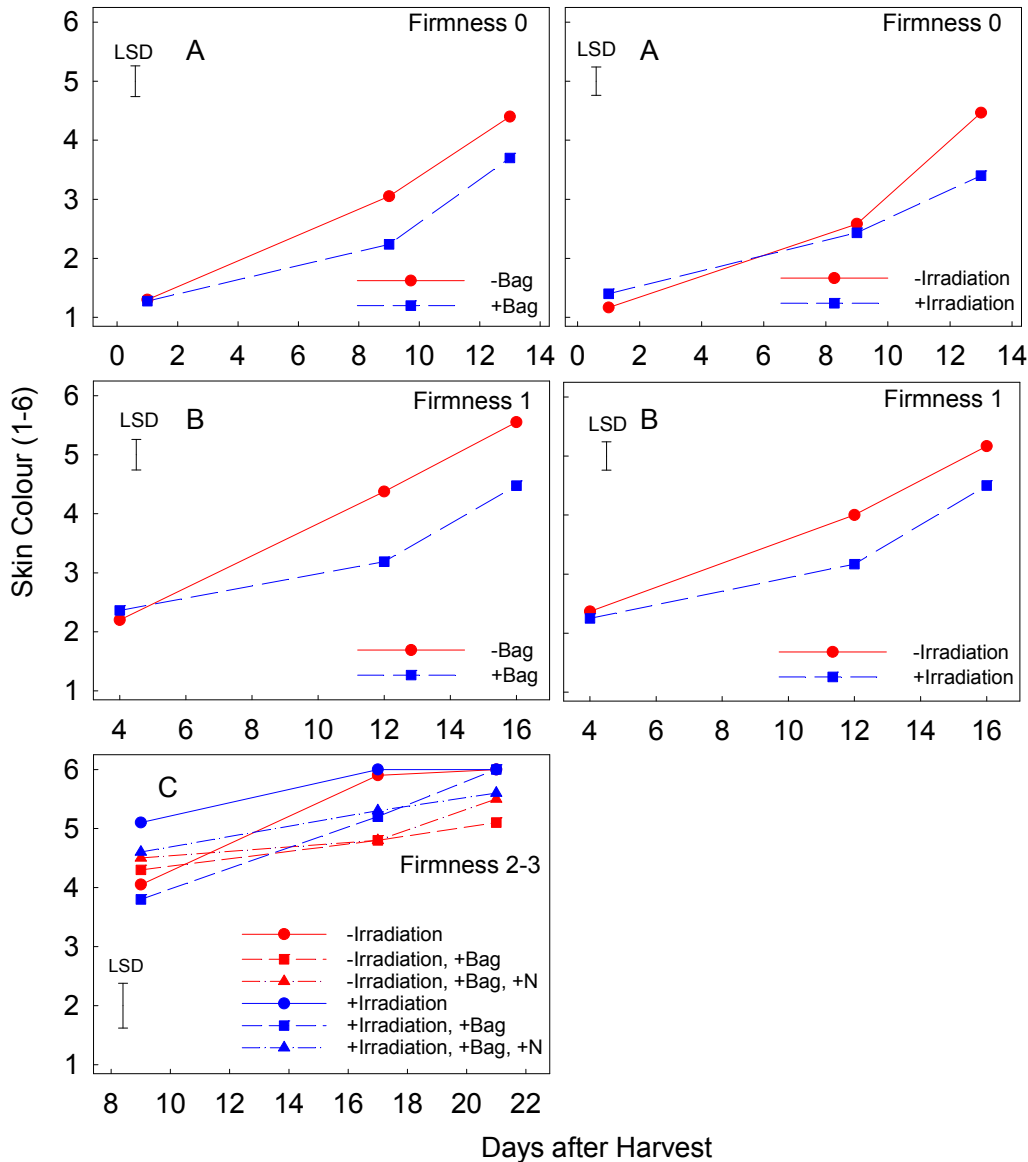 Firmness 0
LSD
A
6
5
4
3
2
1
-Bag
+Bag
0 2 4 6 8 10 12 14
Firmness 0
LSD
A
-Irradiation
+Irradiation
0 2 4 6 8 10 12 14
Skin Colour (1-6)
Firmness 1
LSD
B
6
5
4
3
2
1
-Bag
+Bag
4 6 8 10 12 14 16
Firmness 1
LSD
B
-Irradiation
+Irradiation
4 6 8 10 12 14 16
C
Firmness 2-3
6
5
4
3
2
1
LSD
-Irradiation
-Irradiation, +Bag
-Irradiation, +Bag, +N
+Irradiation
+Irradiation, +Bag
+Irradiation, +Bag, +N
8 10 12 14 16 18 20 22
Days after Harvest